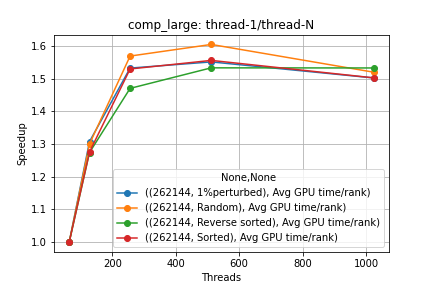 comp_large: thread-1/thread-N
1.6
1.5
1.4
1.3
1.2
1.1
1.0
Speedup
None,None
((262144, 1%perturbed), Avg GPU time/rank)
((262144, Random), Avg GPU time/rank)
((262144, Reverse sorted), Avg GPU time/rank)
((262144, Sorted), Avg GPU time/rank)
200 400 600 800 1000
Threads